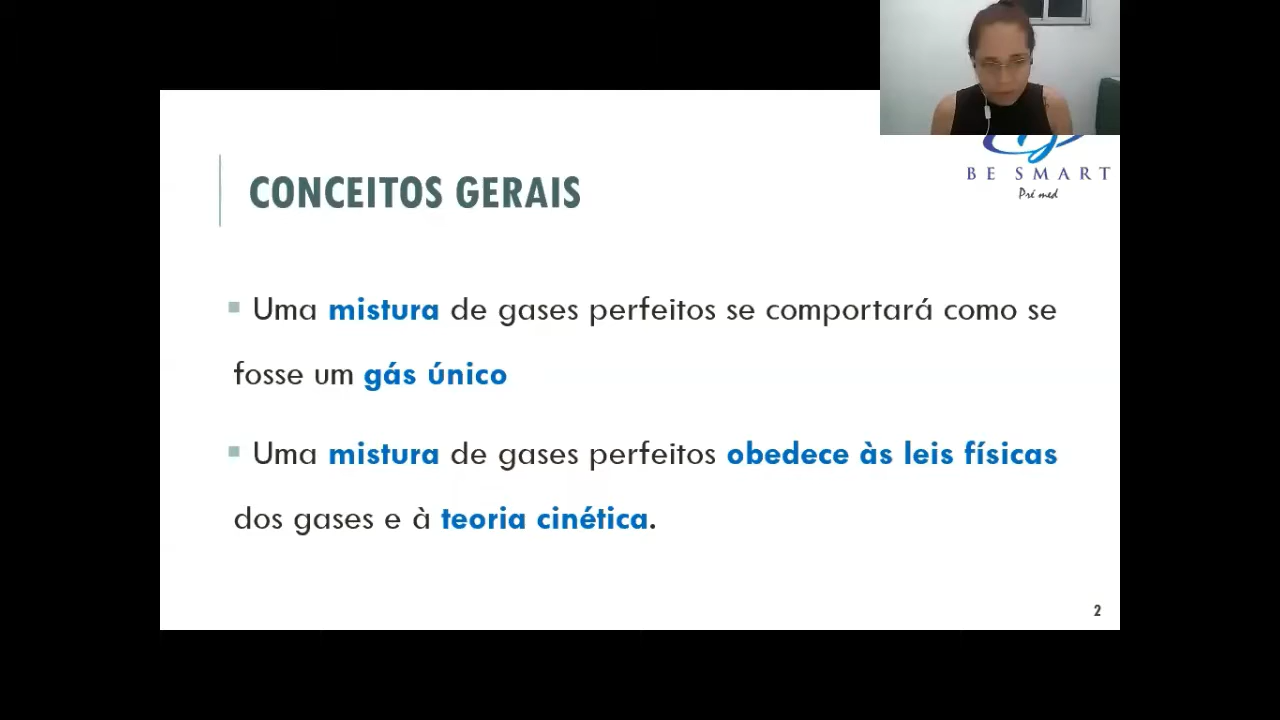 BE SMART
Pré med
CONCEITOS GERAIS
Uma mistura de gases perfeitos se comportará como se
fosse um gás único
Uma mistura de gases perfeitos obedece às leis físicas
dos gases e à teoria cinética.
2